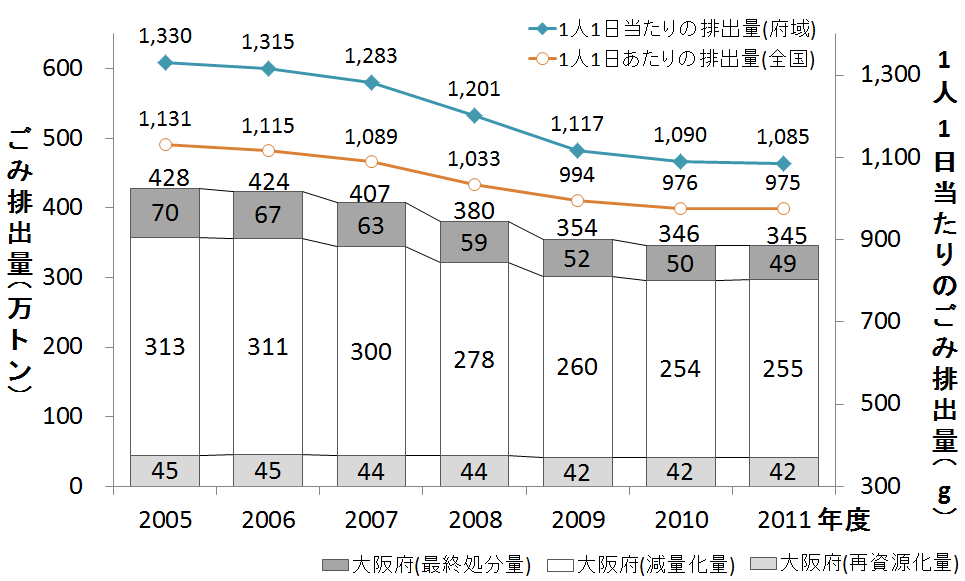 1人1日当たりの排出量(府域)
1人1日あたりの排出量(全国)
ごみ排出量(万トン)
1人1日当たりのごみ排出量(g)
600
500
400
300
200
100
0
1,300
1,100
900
700
500
300
1,330 1,315 1,283 1,201 1,117 1,090 1,085
1,131 1,115 1,089 1,033 994 976 975
428 424 407 380 354 346 345
70 67 63 59 52 50 49
313 311 300 278 260 254 255
45 45 44 44 42 42 42
2005 2006 2007 2008 2009 2010 2011 年度
大阪府(最終処分量) 大阪府(減量化量) 大阪府(再資源化量)